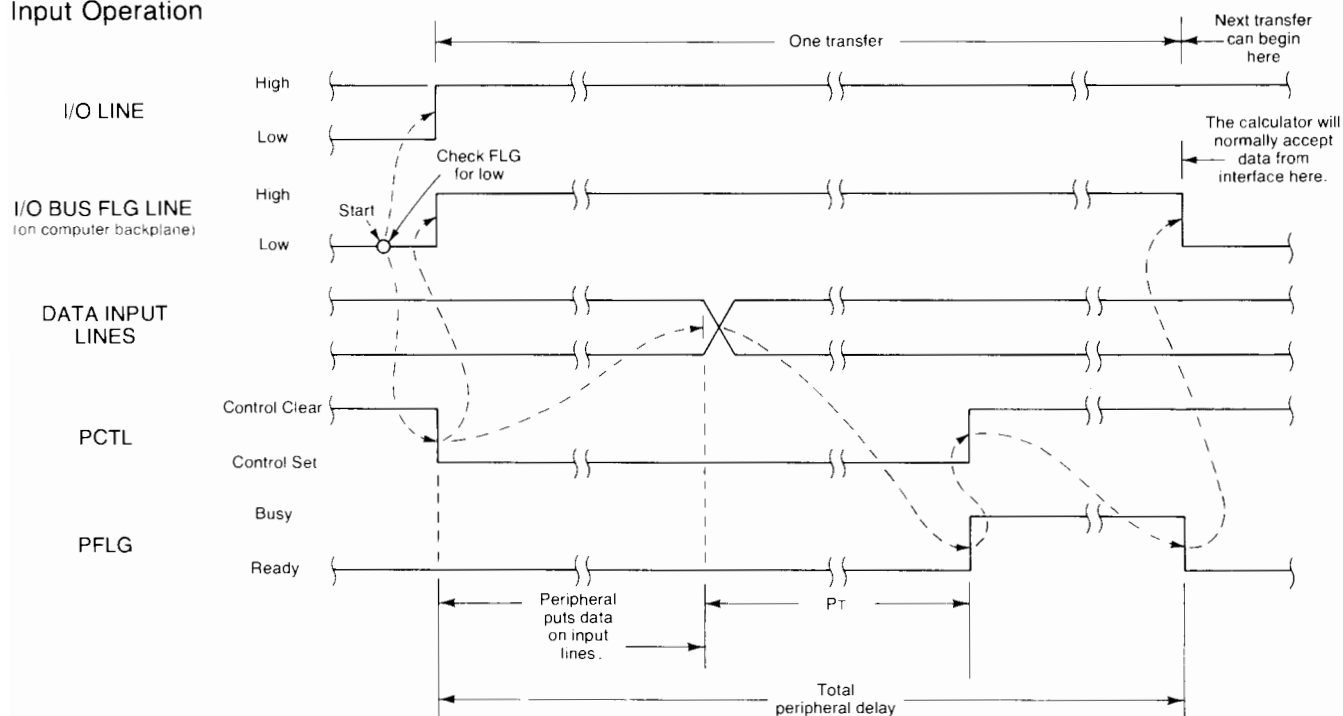 Input Operation
One transfer
Next transfer
can begin
here
I/O LINE
High
Low
The calculator will
normally accept
data from
interface here.
Check FLG
for low
I/O BUS FLG LINE
(on computer backplane)
High
Start
Low
DATA INPUT
LINES
PCTL
Control Clear
Control Set
PFLG
Busy
Ready
Peripheral
puts data
on input
lines.
PT
Total
peripheral delay